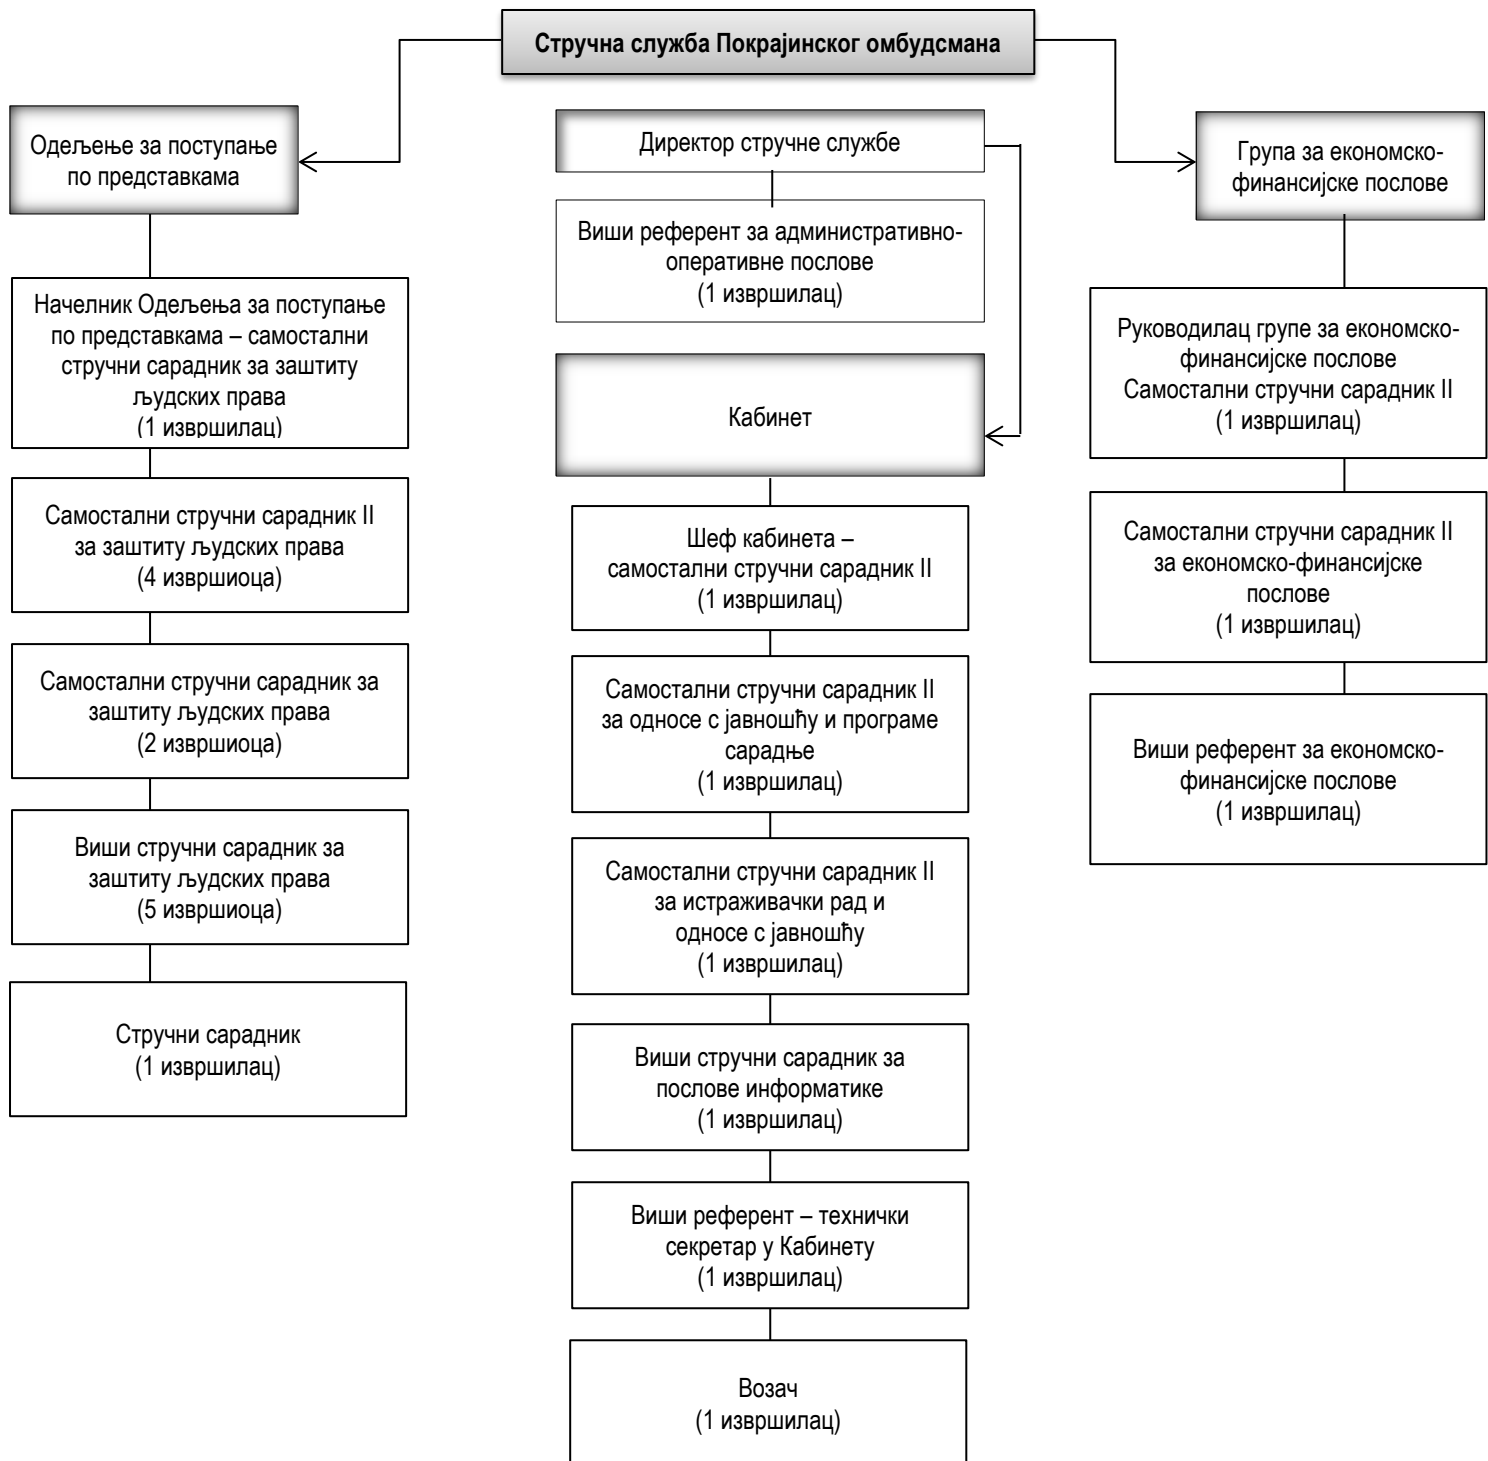 Стручна служба Покрајинског омбудсмана
Одељење за поступање
по представкама
Начелник Одељења за поступање
по представкама – самостални
стручни сарадник за заштиту
људских права
(1 извршилац)
Самостални стручни сарадник II
за заштиту људских права
(4 извршиоца)
Самостални стручни сарадник за
заштиту људских права
(2 извршиоца)
Виши стручни сарадник за
заштиту људских права
(5 извршиоца)
Стручни сарадник
(1 извршилац)
Директор стручне службе
Виши референт за административно-
оперативне послове
(1 извршилац)
Кабинет
Шеф кабинета –
самостални стручни сарадник II
(1 извршилац)
Самостални стручни сарадник II
за односе с јавношћу и програме
сарадње
(1 извршилац)
Самостални стручни сарадник II
за истраживачки рад и
односе с јавношћу
(1 извршилац)
Виши стручни сарадник за
послове информатике
(1 извршилац)
Виши референт – технички
секретар у Кабинету
(1 извршилац)
Возач
(1 извршилац)
Група за економско-
финансијске послове
Руководилац групе за економско-
финансијске послове
Самостални стручни сарадник II
(1 извршилац)
Самостални стручни сарадник II
за економско-финансијске
послове
(1 извршилац)
Виши референт за економско-
финансијске послове
(1 извршилац)